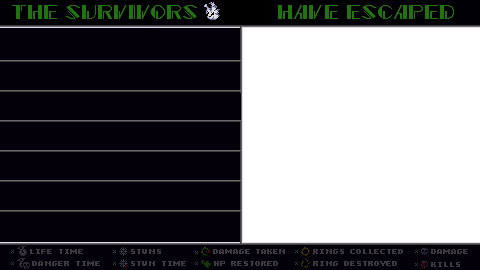 THE SURVIVORS HAVE ESCAPED
× LIFE TIME × STUNS × DAMAGE TAKEN × RINGS COLLECTED × DAMAGE
× DANGER TIME × STUN TIME × HP RESTORED × RING DESTROYED × KILLS